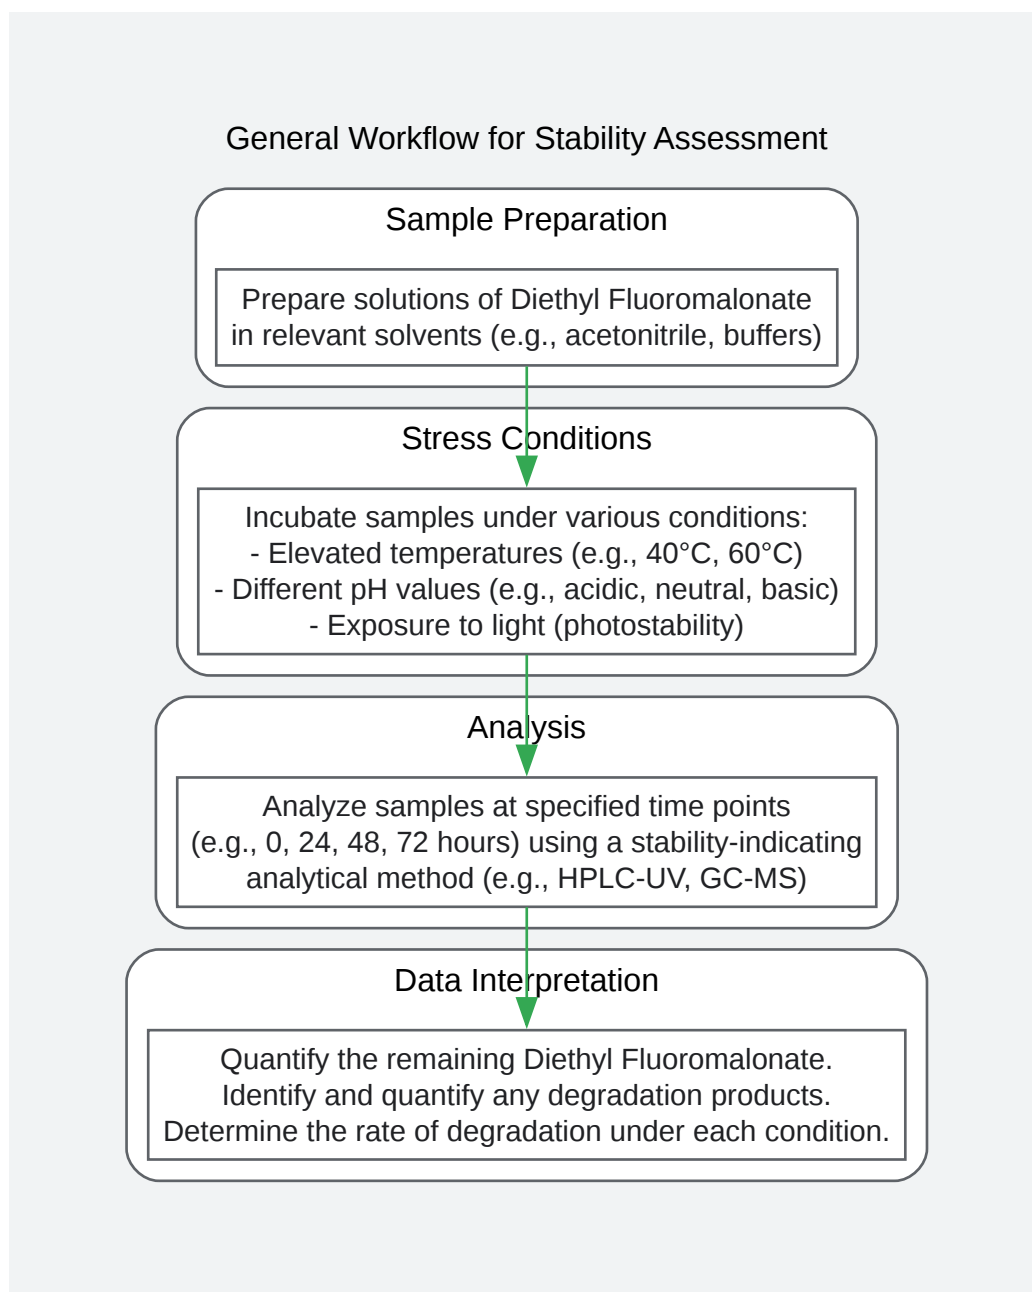 General Workflow for Stability Assessment
Sample Preparation
Prepare solutions of Diethyl Fluoromalonate
in relevant solvents (e.g., acetonitrile, buffers)
Stress Conditions
Incubate samples under various conditions:
- Elevated temperatures (e.g., 40°C, 60°C)
- Different pH values (e.g., acidic, neutral, basic)
- Exposure to light (photostability)
Analysis
Analyze samples at specified time points
(e.g., 0, 24, 48, 72 hours) using a stability-indicating
analytical method (e.g., HPLC-UV, GC-MS)
Data Interpretation
Quantify the remaining Diethyl Fluoromalonate.
Identify and quantify any degradation products.
Determine the rate of degradation under each condition.